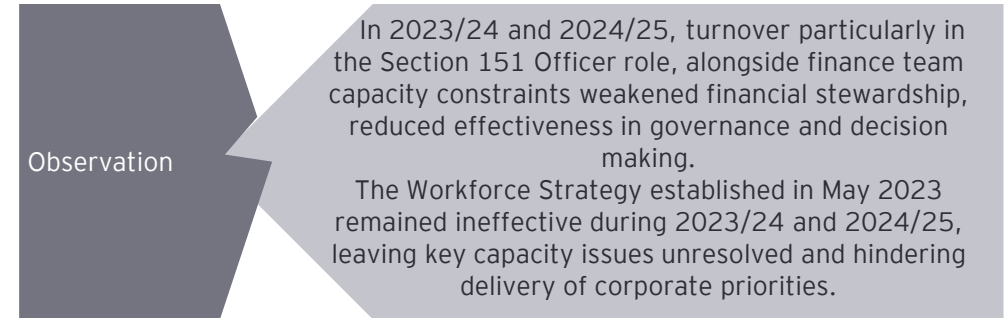 Observation
In 2023/24 and 2024/25, turnover particularly in
the Section 151 Officer role, alongside finance team
capacity constraints weakened financial stewardship,
reduced effectiveness in governance and decision
making.
The Workforce Strategy established in May 2023
remained ineffective during 2023/24 and 2024/25,
leaving key capacity issues unresolved and hindering
delivery of corporate priorities.